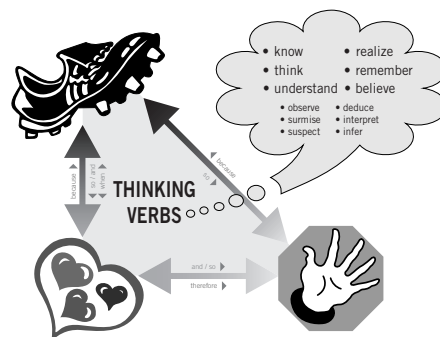 • know • realize
• think • remember
• understand • believe
• observe • deduce
• surmise • interpret
• suspect • infer
because
so / and
when
because
so
THINKING
VERBS
and / so
therefore